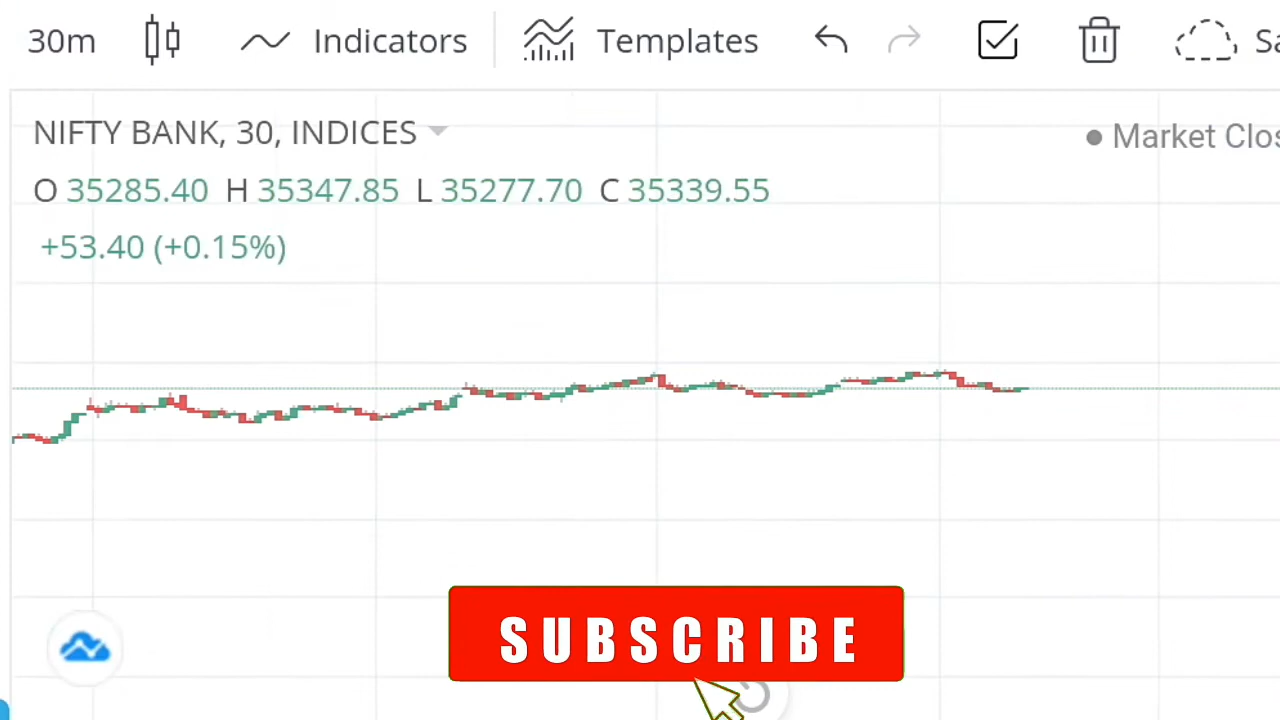 30m Indicators Templates Sa
NIFTY BANK, 30, INDICES
Market Clos
O 35285.40 H 35347.85 L 35277.70 C 35339.55
+53.40 (+0.15%)
SUBSCRIBE